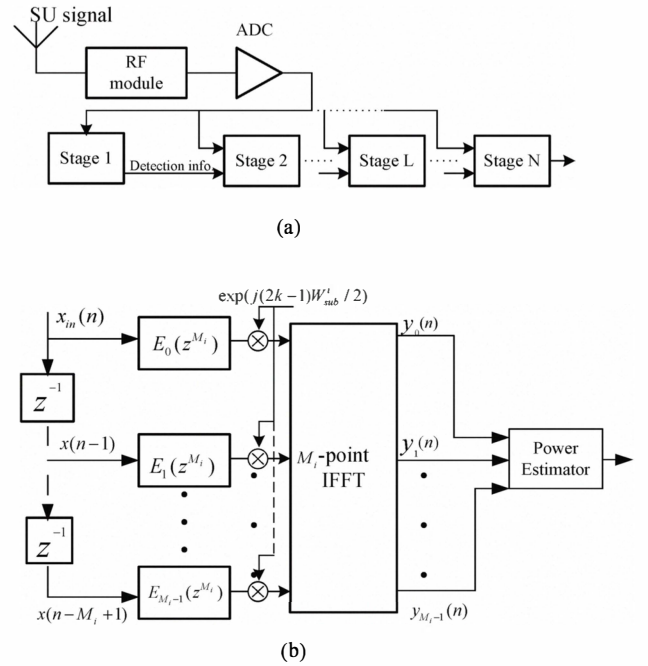 SU signal
ADC
RF
module
Stage 1
Detection info.
Stage 2
Stage L
Stage N
(a)
exp(j(2k−1)W^i_sub / 2)
x_in(n)
E_0(z^{M_i})
y_0(n)
z^{-1}
x(n−1)
E_1(z^{M_i})
M_i-point
IFFT
y_1(n)
Power
Estimator
z^{-1}
E_{M_i−1}(z^{M_i})
x(n−M_i+1)
y_{M_i−1}(n)
(b)